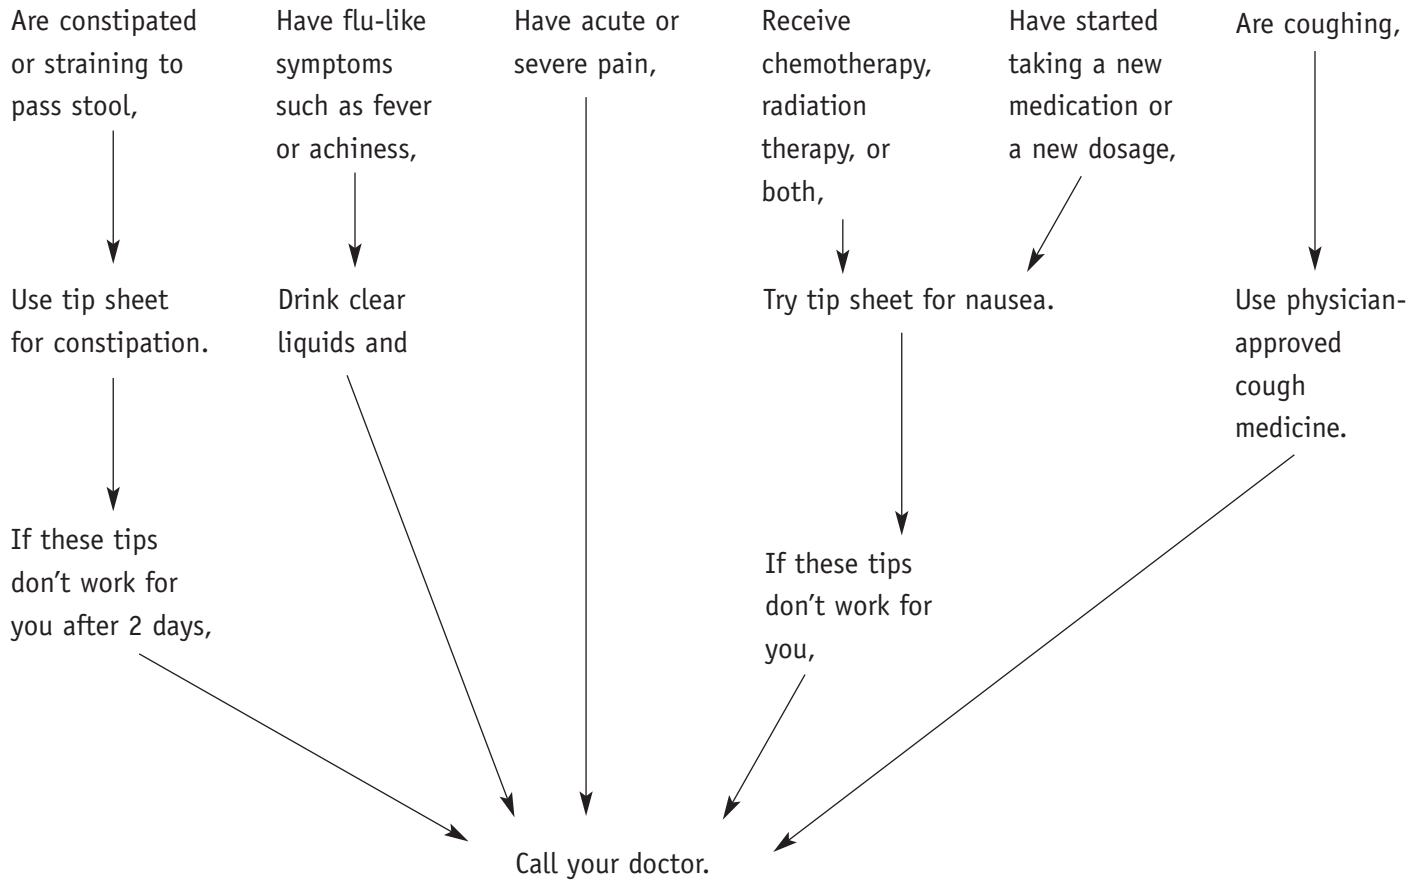 Are constipated
or straining to
pass stool,
Have flu-like
symptoms
such as fever
or achiness,
Have acute or
severe pain,
Receive
chemotherapy,
radiation
therapy, or
both,
Have started
taking a new
medication or
a new dosage,
Are coughing,
Use tip sheet
for constipation.
Drink clear
liquids and
Try tip sheet for nausea.
Use physician-
approved
cough
medicine.
If these tips
don’t work for
you after 2 days,
If these tips
don’t work for
you,
Call your doctor.